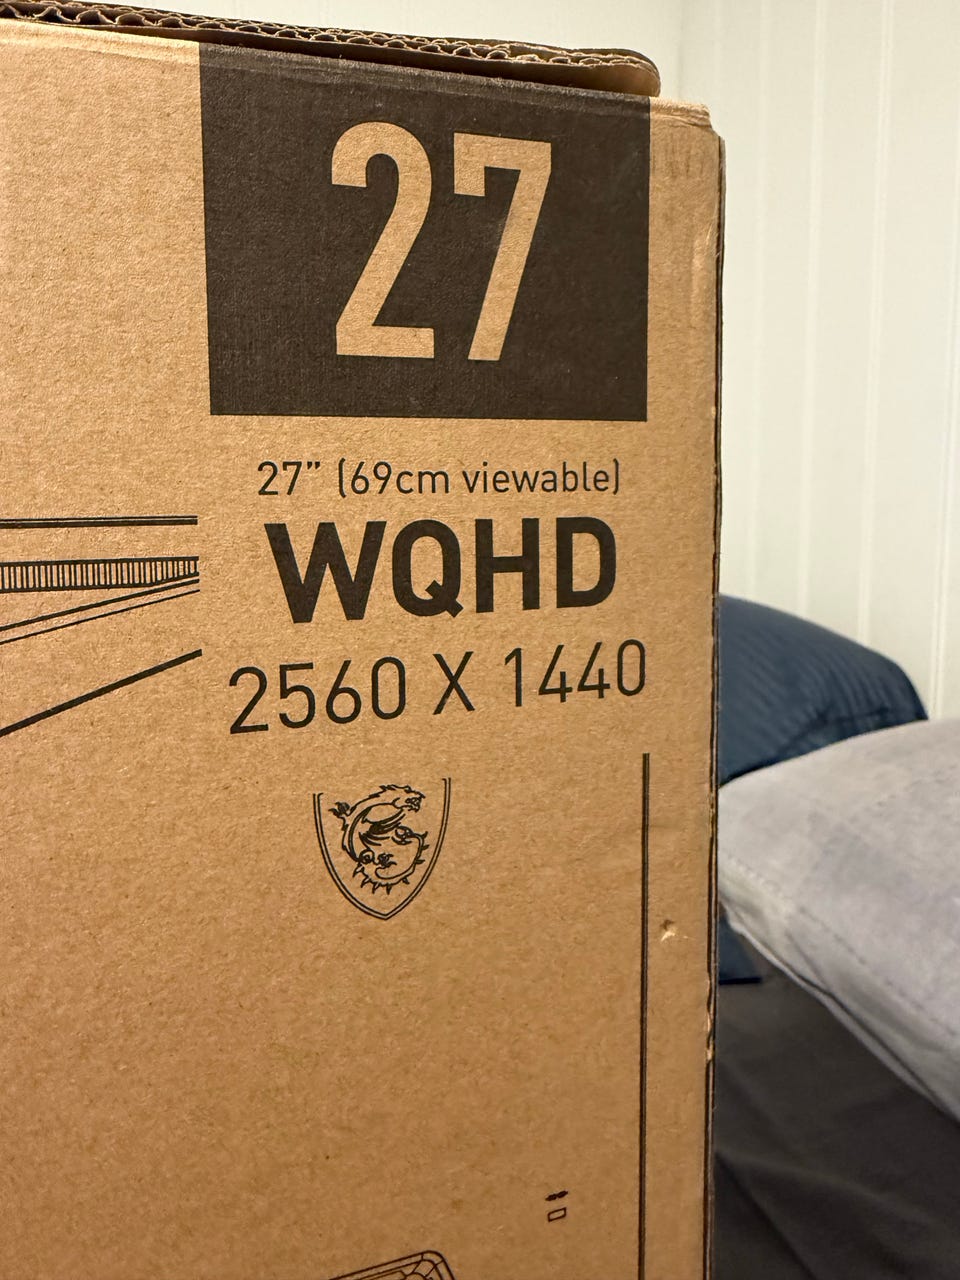 27
27” (69cm viewable)
WQHD
2560 X 1440